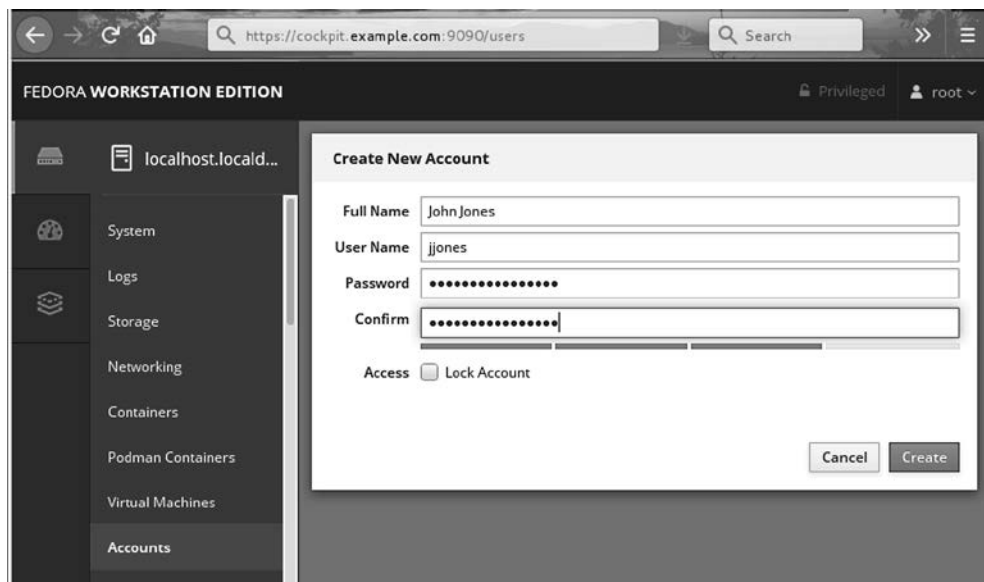 https://cockpit.example.com:9090/users
Search
FEDORA WORKSTATION EDITION
Privileged
root
localhost.locald...
System
Logs
Storage
Networking
Containers
Podman Containers
Virtual Machines
Accounts
Create New Account
Full Name John Jones
User Name jjones
Password ••••••••••••••••
Confirm ••••••••••••••••
Access Lock Account
Cancel Create